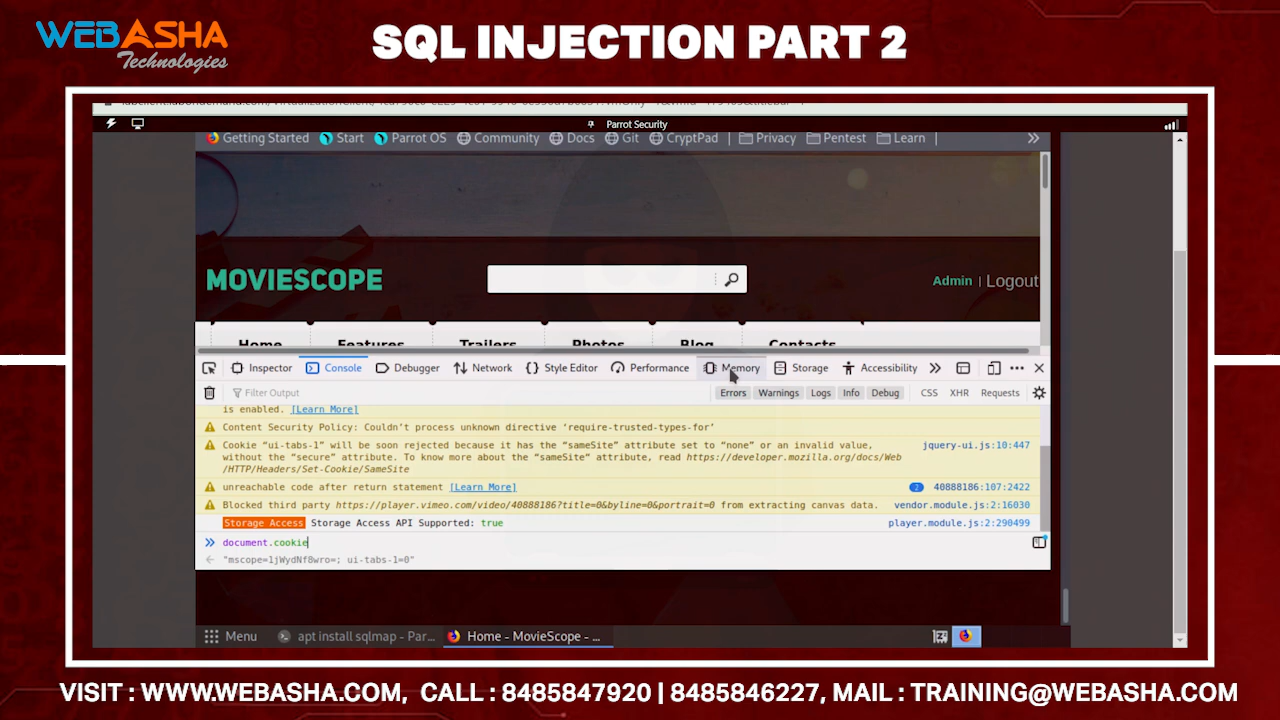 WEBASHA
Technologies
SQL INJECTION PART 2
Parrot Security
Getting Started Start Parrot OS Community Docs Git CryptPad | Privacy Pentest Learn |
MOVIESCOPE
Admin | Logout
Home Features Trailers Photos Blog Contacts
Inspector Console Debugger Network Style Editor Performance Memory Storage Accessibility
Filter Output Errors Warnings Logs Info Debug CSS XHR Requests
is enabled. [Learn More]
Content Security Policy: Couldn’t process unknown directive ‘require-trusted-types-for’
Cookie “ui-tabs-1” will be soon rejected because it has the “sameSite” attribute set to “none” or an invalid value, jquery-ui.js:10:447
without the “secure” attribute. To know more about the “sameSite“ attribute, read https://developer.mozilla.org/docs/Web
/HTTP/Headers/Set-Cookie/SameSite
unreachable code after return statement [Learn More] 2 40888186:107:2422
Blocked third party https://player.vimeo.com/video/40888186?title=0&byline=0&portrait=0 from extracting canvas data. vendor.module.js:2:16030
Storage Access Storage Access API Supported: true player.module.js:2:290499
document.cookie
"mscope=1jWydNf8wro=; ui-tabs-1=0"
Menu apt install sqlmap - Par... Home - MovieScope - ...
VISIT : WWW.WEBASHA.COM, CALL : 8485847920 | 8485846227, MAIL : TRAINING@WEBASHA.COM